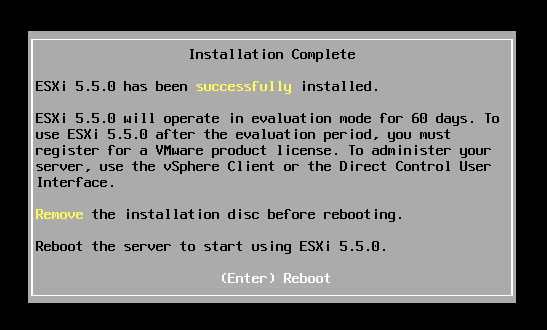 Installation Complete
ESXi 5.5.0 has been successfully installed.
ESXi 5.5.0 will operate in evaluation mode for 60 days. To
use ESXi 5.5.0 after the evaluation period, you must
register for a VMware product license. To administer your
server, use the vSphere Client or the Direct Control User
Interface.
Remove the installation disc before rebooting.
Reboot the server to start using ESXi 5.5.0.
(Enter) Reboot